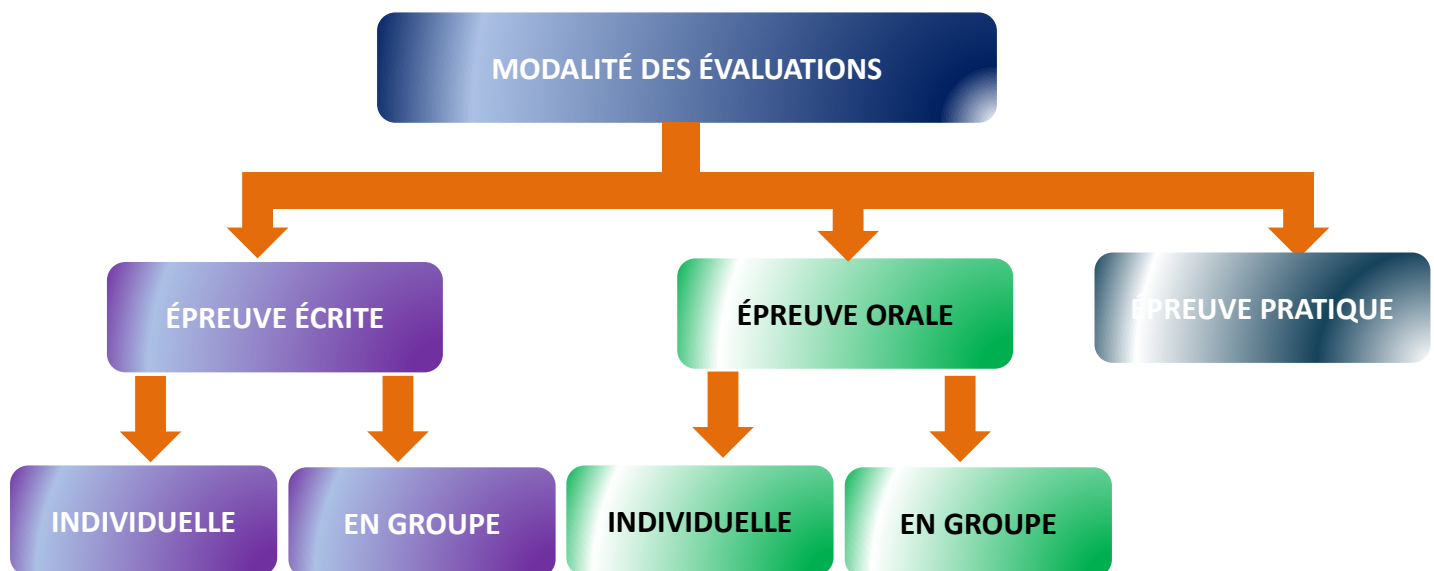 MODALITÉ DES ÉVALUATIONS
ÉPREUVE ÉCRITE
ÉPREUVE ORALE
ÉPREUVE PRATIQUE
INDIVIDUELLE
EN GROUPE
INDIVIDUELLE
EN GROUPE